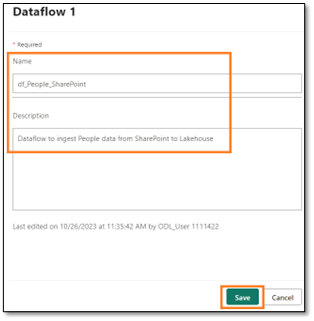 Dataflow 1
* Required
Name
df_People_SharePoint
Description
Dataflow to ingest People data from SharePoint to Lakehouse
Last edited on 10/26/2023 at 11:35:42 AM by ODL_User 1111422
Save Cancel